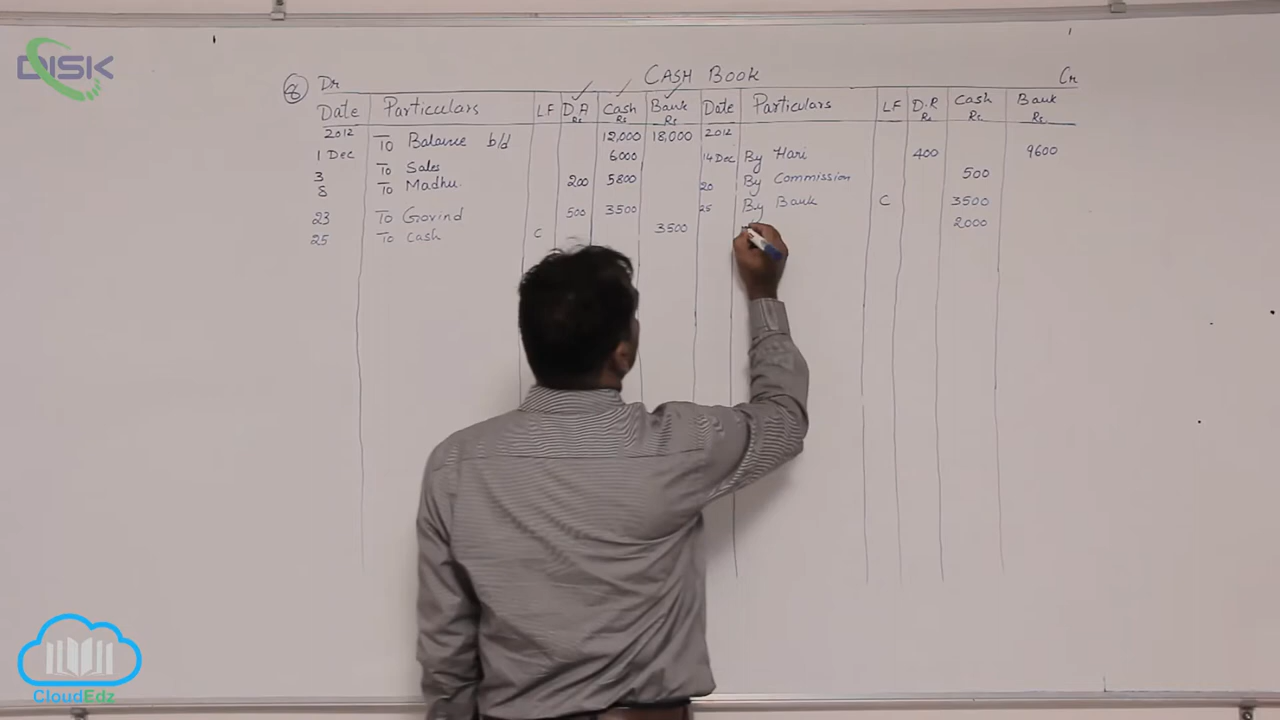 DISK
8 Dr CASH BOOK Cr
Date Particulars LF D.A Rs Cash Rs Bank Rs Date Particulars LF D.R Rs Cash Rs Bank Rs
2012 To Balance b/d 12,000 18,000 2012
1 Dec 6000 14 Dec By Hari 400 9600
3 To Sales
8 To Madhu 200 5800 20 By Commission 500
23 To Govind 500 3500 25 By Bank C 3500
25 To Cash C 3500 2000
CloudEdz